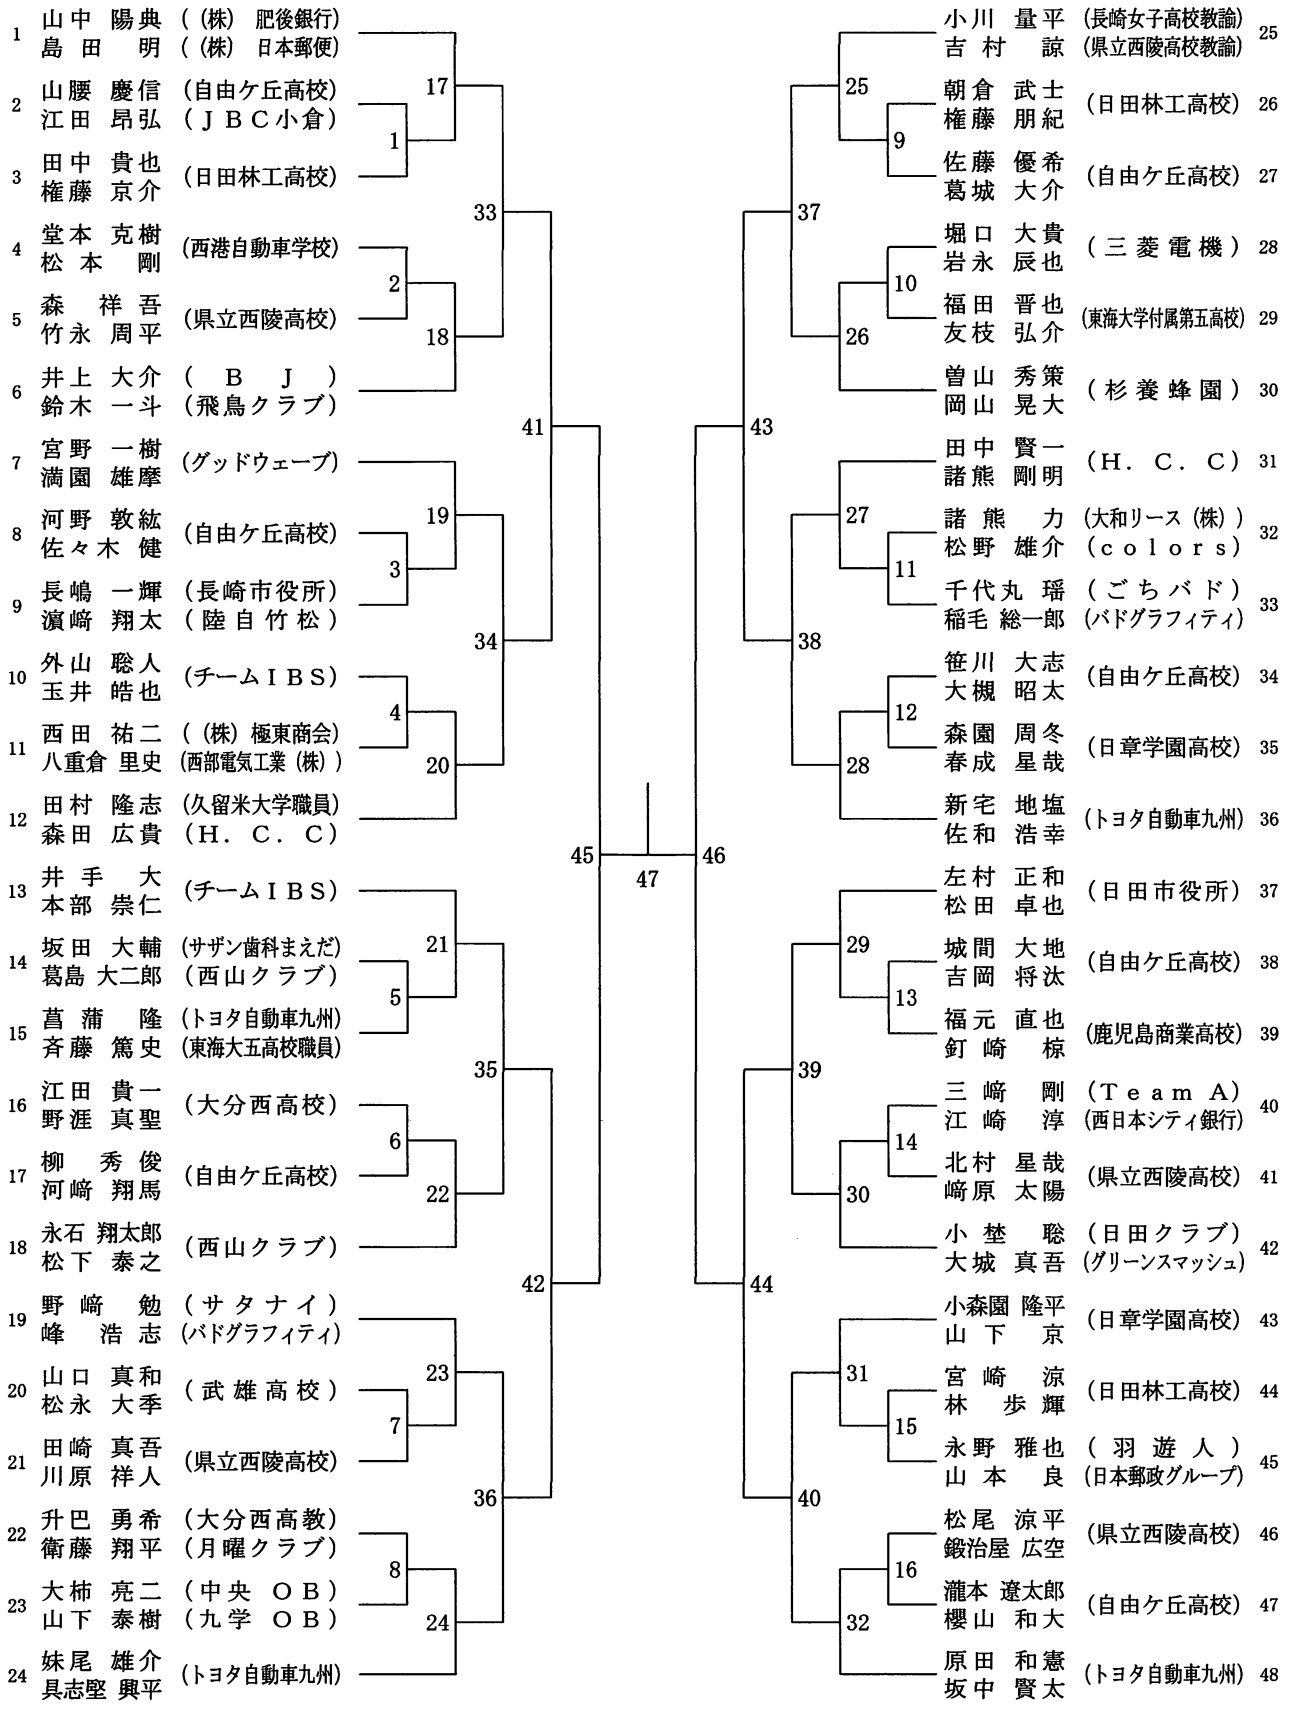 1 山中 陽典 ( (株) 肥後銀行)
島田 明 ( (株) 日本郵便)
2 山腰 慶信 (自由ケ丘高校)
江田 昂弘 (ＪＢＣ小倉)
3 田中 貴也 (日田林工高校)
権藤 京介
4 堂本 克樹 (西港自動車学校)
松本 剛
5 森 祥吾 (県立西陵高校)
竹永 周平
6 井上 大介 (Ｂ Ｊ)
鈴木 一斗 (飛鳥クラブ)
7 宮野 一樹 (グッドウェーブ)
満園 雄摩
8 河野 敦紘 (自由ケ丘高校)
佐々木 健
9 長嶋 一輝 (長崎市役所)
濵﨑 翔太 (陸自竹松)
10 外山 聡人 (チームＩＢＳ)
玉井 皓也
11 西田 祐二 ( (株) 極東商会)
八重倉 里史 (西部電気工業 (株) )
12 田村 隆志 (久留米大学職員)
森田 広貴 (Ｈ．Ｃ．Ｃ)
13 井手 大 (チームＩＢＳ)
本部 崇仁
14 坂田 大輔 (サザン歯科まえだ)
葛島 大二郎 (西山クラブ)
15 菖蒲 隆 (トヨタ自動車九州)
斉藤 篤史 (東海大五高校職員)
16 江田 貴一 (大分西高校)
野涯 真聖
17 柳 秀俊 (自由ケ丘高校)
河﨑 翔馬
18 永石 翔太郎 (西山クラブ)
松下 泰之
19 野﨑 勉 (サタナイ)
峰 浩志 (バドグラフィティ)
20 山口 真和 (武雄高校)
松永 大季
21 田崎 真吾 (県立西陵高校)
川原 祥人
22 升巴 勇希 (大分西高教)
衛藤 翔平 (月曜クラブ)
23 大柿 亮二 (中央 ＯＢ)
山下 泰樹 (九学 ＯＢ)
24 妹尾 雄介 (トヨタ自動車九州)
具志堅 興平
17
1
33
2
18
41
19
3
34
4
20
45
21
5
35
6
22
42
23
7
36
8
24
47
25
9
37
10
26
43
27
11
38
12
28
46
29
13
39
14
30
44
31
15
40
16
32
小川 量平 (長崎女子高校教諭) 25
吉村 諒 (県立西陵高校教諭)
朝倉 武士 (日田林工高校) 26
権藤 朋紀
佐藤 優希 (自由ケ丘高校) 27
葛城 大介
堀口 大貴 (三菱電機) 28
岩永 辰也
福田 晋也 (東海大学付属第五高校) 29
友枝 弘介
曽山 秀策 (杉養蜂園) 30
岡山 晃大
田中 賢一 (Ｈ．Ｃ．Ｃ) 31
諸熊 剛明
諸熊 力 (大和リース (株) ) 32
松野 雄介 (ｃｏｌｏｒｓ)
千代丸 瑶 (ごちバド) 33
稲毛 総一郎 (バドグラフィティ)
笹川 大志 (自由ケ丘高校) 34
大槻 昭太
森園 周冬 (日章学園高校) 35
春成 星哉
新宅 地塩 (トヨタ自動車九州) 36
佐和 浩幸
左村 正和 (日田市役所) 37
松田 卓也
城間 大地 (自由ケ丘高校) 38
吉岡 将汰
福元 直也 (鹿児島商業高校) 39
釘崎 椋
三﨑 剛 (Ｔｅａｍ Ａ) 40
江崎 淳 (西日本シティ銀行)
北村 星哉 (県立西陵高校) 41
﨑原 太陽
小埜 聡 (日田クラブ) 42
大城 真吾 (グリーンスマッシュ)
小森園 隆平 (日章学園高校) 43
山下 京
宮崎 涼 (日田林工高校) 44
林 歩輝
永野 雅也 (羽遊人) 45
山本 良 (日本郵政グループ)
松尾 涼平 (県立西陵高校) 46
鍛治屋 広空
瀧本 遼太郎 (自由ケ丘高校) 47
櫻山 和大
原田 和憲 (トヨタ自動車九州) 48
坂中 賢太